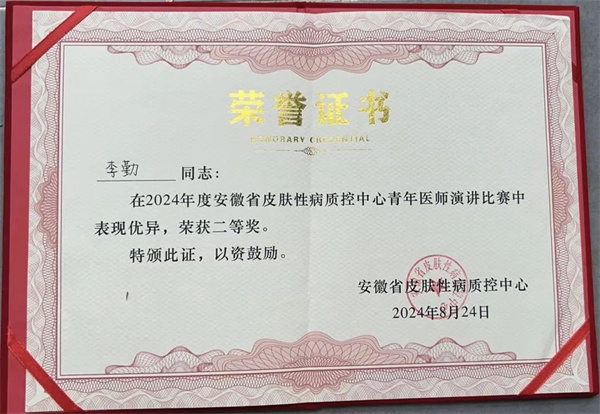 荣誉证书
HONORARY CREDENTIAL
李勤 同志：
在2024年度安徽省皮肤性病质控中心青年医师演讲比赛中
表现优异，荣获二等奖。
特颁此证，以资鼓励。
安徽省皮肤性病质控中心
2024年8月24日